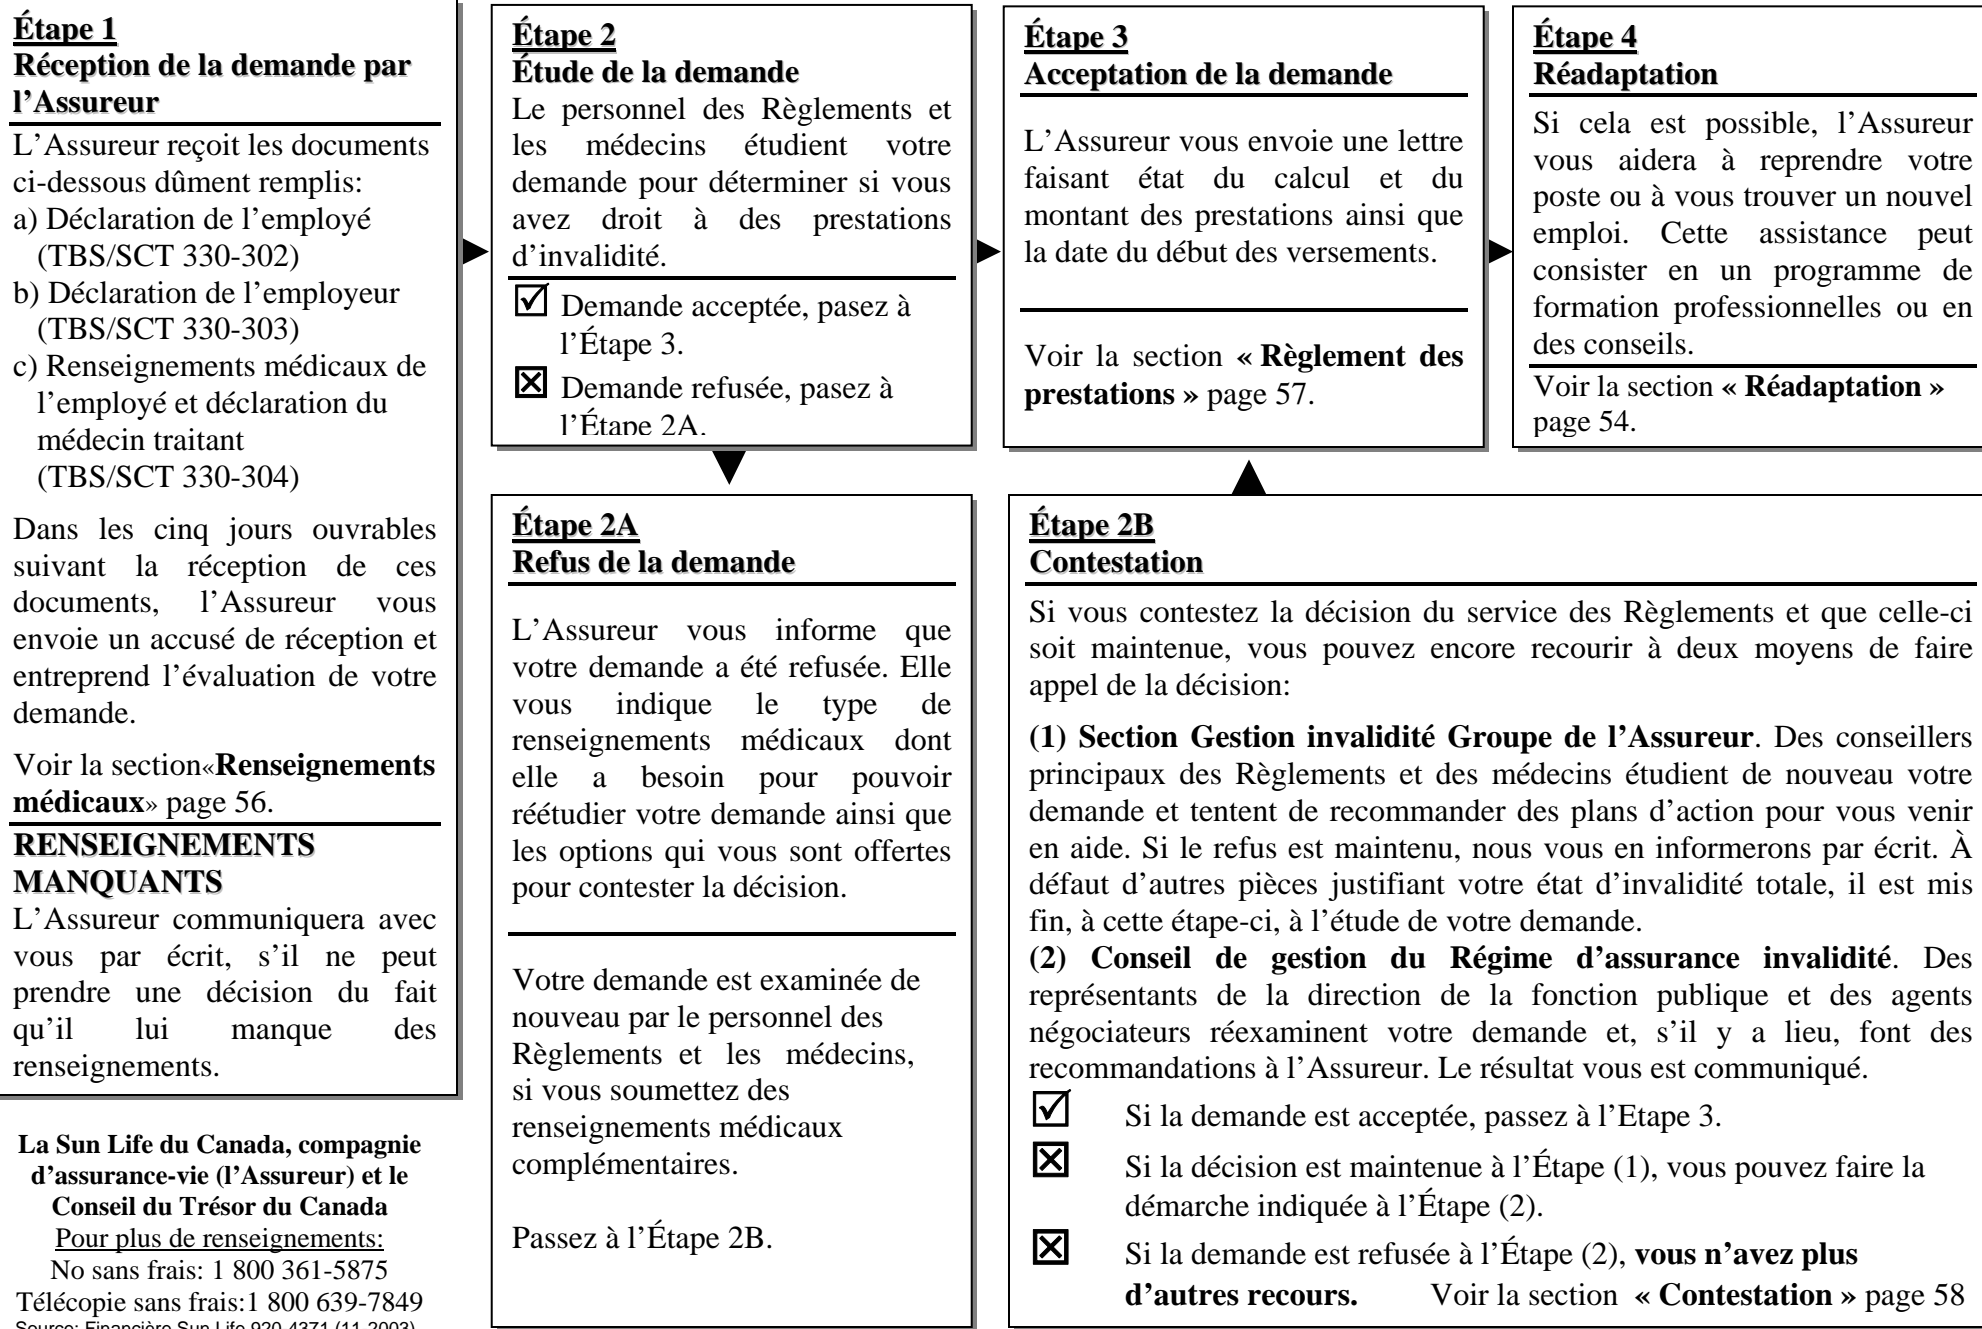 Étape 1
Réception de la demande par
l'Assureur
L'Assureur reçoit les documents
ci-dessous dûment remplis:
a) Déclaration de l'employé
(TBS/SCT 330-302)
b) Déclaration de l'employeur
(TBS/SCT 330-303)
c) Renseignements médicaux de
l'employé et déclaration du
médecin traitant
(TBS/SCT 330-304)
Dans les cinq jours ouvrables
suivant la réception de ces
documents, l'Assureur vous
envoie un accusé de réception et
entreprend l'évaluation de votre
demande.
Voir la section«Renseignements
médicaux» page 56.
RENSEIGNEMENTS
MANQUANTS
L'Assureur communiquera avec
vous par écrit, s'il ne peut
prendre une décision du fait
qu'il lui manque des
renseignements.
La Sun Life du Canada, compagnie
d'assurance-vie (l'Assureur) et le
Conseil du Trésor du Canada
Pour plus de renseignements:
No sans frais: 1 800 361-5875
Télécopie sans frais:1 800 639-7849
Source: Financière Sun Life 920-4371 (11-2003)
Étape 2
Étude de la demande
Le personnel des Règlements et
les médecins étudient votre
demande pour déterminer si vous
avez droit à des prestations
d'invalidité.
☑ Demande acceptée, pasez à
l'Étape 3.
☒ Demande refusée, pasez à
l'Étape 2A.
Étape 2A
Refus de la demande
L'Assureur vous informe que
votre demande a été refusée. Elle
vous indique le type de
renseignements médicaux dont
elle a besoin pour pouvoir
réétudier votre demande ainsi que
les options qui vous sont offertes
pour contester la décision.
Votre demande est examinée de
nouveau par le personnel des
Règlements et les médecins,
si vous soumettez des
renseignements médicaux
complémentaires.
Passez à l'Étape 2B.
Étape 3
Acceptation de la demande
L'Assureur vous envoie une lettre
faisant état du calcul et du
montant des prestations ainsi que
la date du début des versements.
Voir la section « Règlement des
prestations » page 57.
Étape 4
Réadaptation
Si cela est possible, l'Assureur
vous aidera à reprendre votre
poste ou à vous trouver un nouvel
emploi. Cette assistance peut
consister en un programme de
formation professionnelles ou en
des conseils.
Voir la section « Réadaptation »
page 54.
Étape 2B
Contestation
Si vous contestez la décision du service des Règlements et que celle-ci
soit maintenue, vous pouvez encore recourir à deux moyens de faire
appel de la décision:
(1) Section Gestion invalidité Groupe de l'Assureur. Des conseillers
principaux des Règlements et des médecins étudient de nouveau votre
demande et tentent de recommander des plans d'action pour vous venir
en aide. Si le refus est maintenu, nous vous en informerons par écrit. À
défaut d'autres pièces justifiant votre état d'invalidité totale, il est mis
fin, à cette étape-ci, à l'étude de votre demande.
(2) Conseil de gestion du Régime d'assurance invalidité. Des
représentants de la direction de la fonction publique et des agents
négociateurs réexaminent votre demande et, s'il y a lieu, font des
recommandations à l'Assureur. Le résultat vous est communiqué.
☑ Si la demande est acceptée, passez à l'Etape 3.
☒ Si la décision est maintenue à l'Étape (1), vous pouvez faire la
démarche indiquée à l'Étape (2).
☒ Si la demande est refusée à l'Étape (2), vous n'avez plus
d'autres recours. Voir la section « Contestation » page 58